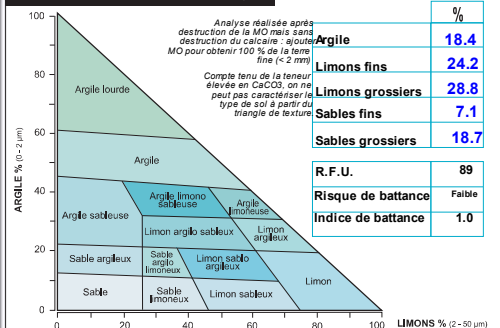 %
Analyse réalisée après
destruction de la MO mais sans
destruction du calcaire : ajouter
MO pour obtenir 100 % de la terre
fine (< 2 mm)
Compte tenu de la teneur
élevée en CaCO3, on ne
peut pas caractériser le
type de sol à partir du
triangle de texture
Argile 18.4
Limons fins 24.2
Limons grossiers 28.8
Sables fins 7.1
Sables grossiers 18.7
R.F.U. 89
Risque de battance Faible
Indice de battance 1.0
ARGILE % (0 - 2 µm)
80
60
40
20
0
Argile lourde
Argile
Argile sableuse
Argile limono
sableuse
Argile
limoneuse
Limon argilo sableux
Limon
argileux
Sable argileux
Sable
argilo
limoneux
Limon sablo
argileux
Limon
Sable
Sable
limoneux
Limon sableux
0 20 40 60 80 100
LIMONS % (2 - 50 µm)